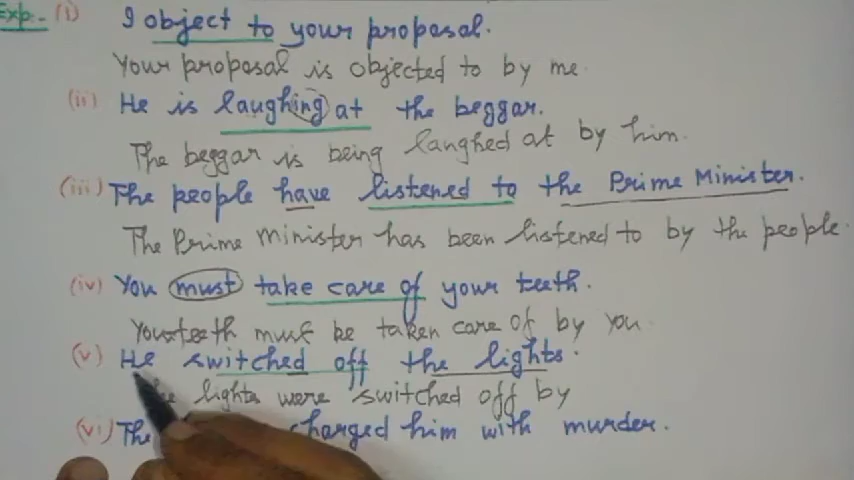 Exp:- (i) I object to your proposal.
Your proposal is objected to by me.
(ii) He is laughing at the beggar.
The beggar is being laughed at by him.
(iii) The people have listened to the Prime Minister.
The Prime Minister has been listened to by the people.
(iv) You must take care of your teeth.
Your teeth must be taken care of by you.
(v) He switched off the lights.
lights were switched off by
(vi) The charged him with murder.